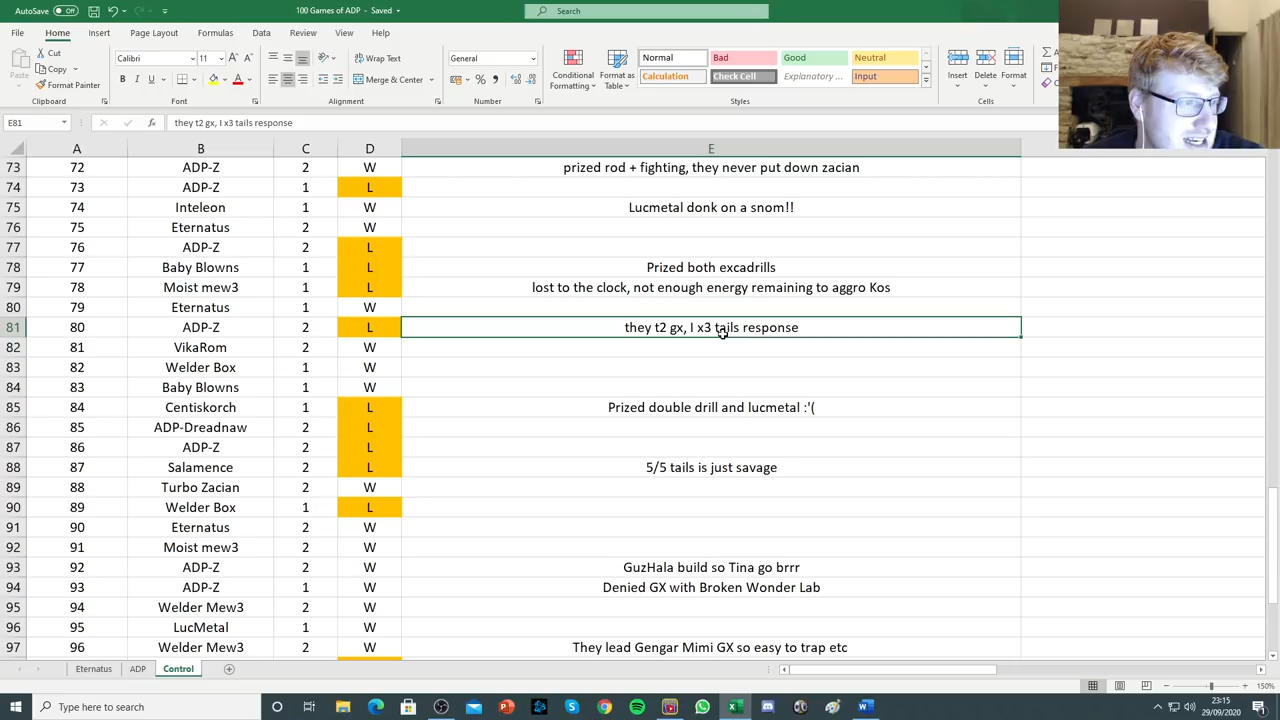 AutoSave Off 100 Games of ADP - Saved Search
File Home Insert Page Layout Formulas Data Review View Help
Cut
Copy
Format Painter
Paste
Clipboard
Calibri 11
B I U
Font
Wrap Text
Merge & Center
Alignment
General
Number
Conditional Formatting
Format as Table
Normal Bad Good Neutral
Calculation Check Cell Explanatory ... Input
Styles
Insert Delete Format
Cells
E81 fx they t2 gx, I x3 tails response
A B C D E
73 72 ADP-Z 2 W prized rod + fighting, they never put down zacian
74 73 ADP-Z 1 L
75 74 Inteleon 1 W Lucmetal donk on a snom!!
76 75 Eternatus 2 W
77 76 ADP-Z 2 L
78 77 Baby Blowns 1 L Prized both excadrills
79 78 Moist mew3 1 L lost to the clock, not enough energy remaining to aggro Kos
80 79 Eternatus 1 W
81 80 ADP-Z 2 L they t2 gx, I x3 tails response
82 81 VikaRom 2 W
83 82 Welder Box 1 W
84 83 Baby Blowns 1 W
85 84 Centiskorch 1 L Prized double drill and lucmetal :'(
86 85 ADP-Dreadnaw 2 L
87 86 ADP-Z 2 L
88 87 Salamence 2 L 5/5 tails is just savage
89 88 Turbo Zacian 2 W
90 89 Welder Box 1 L
91 90 Eternatus 2 W
92 91 Moist mew3 2 W
93 92 ADP-Z 2 W GuzHala build so Tina go brrr
94 93 ADP-Z 1 W Denied GX with Broken Wonder Lab
95 94 Welder Mew3 2 W
96 95 LucMetal 1 W
97 96 Welder Mew3 2 W They lead Gengar Mimi GX so easy to trap etc
Eternatus ADP Control
150%
Type here to search
23:15
29/09/2020